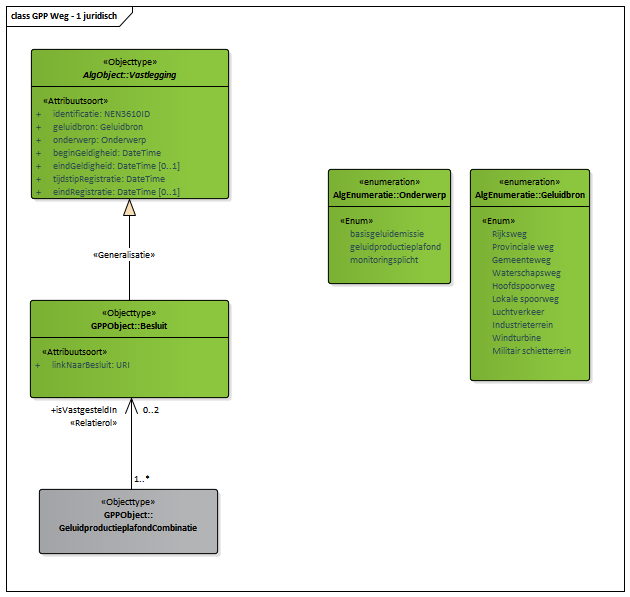 class GPP Weg - 1 juridisch
«Objecttype»
AlgObject::Vastlegging
«Attribuutsoort»
+ identificatie: NEN3610ID
+ geluidbron: Geluidbron
+ onderwerp: Onderwerp
+ beginGeldigheid: DateTime
+ eindGeldigheid: DateTime [0..1]
+ tijdstipRegistratie: DateTime
+ eindRegistratie: DateTime [0..1]
«Generalisatie»
«Objecttype»
GPPObject::Besluit
«Attribuutsoort»
+ linkNaarBesluit: URI
+isVastgesteldIn 0..2
«Relatierol»
1..*
«Objecttype»
GPPObject::
GeluidproductieplafondCombinatie
«enumeration»
AlgEnumeratie::Onderwerp
«Enum»
basisgeluidemissie
geluidproductieplafond
monitoringsplicht
«enumeration»
AlgEnumeratie::Geluidbron
«Enum»
Rijksweg
Provinciale weg
Gemeenteweg
Waterschapsweg
Hoofdspoorweg
Lokale spoorweg
Luchtverkeer
Industrieterrein
Windturbine
Militair schietterrein